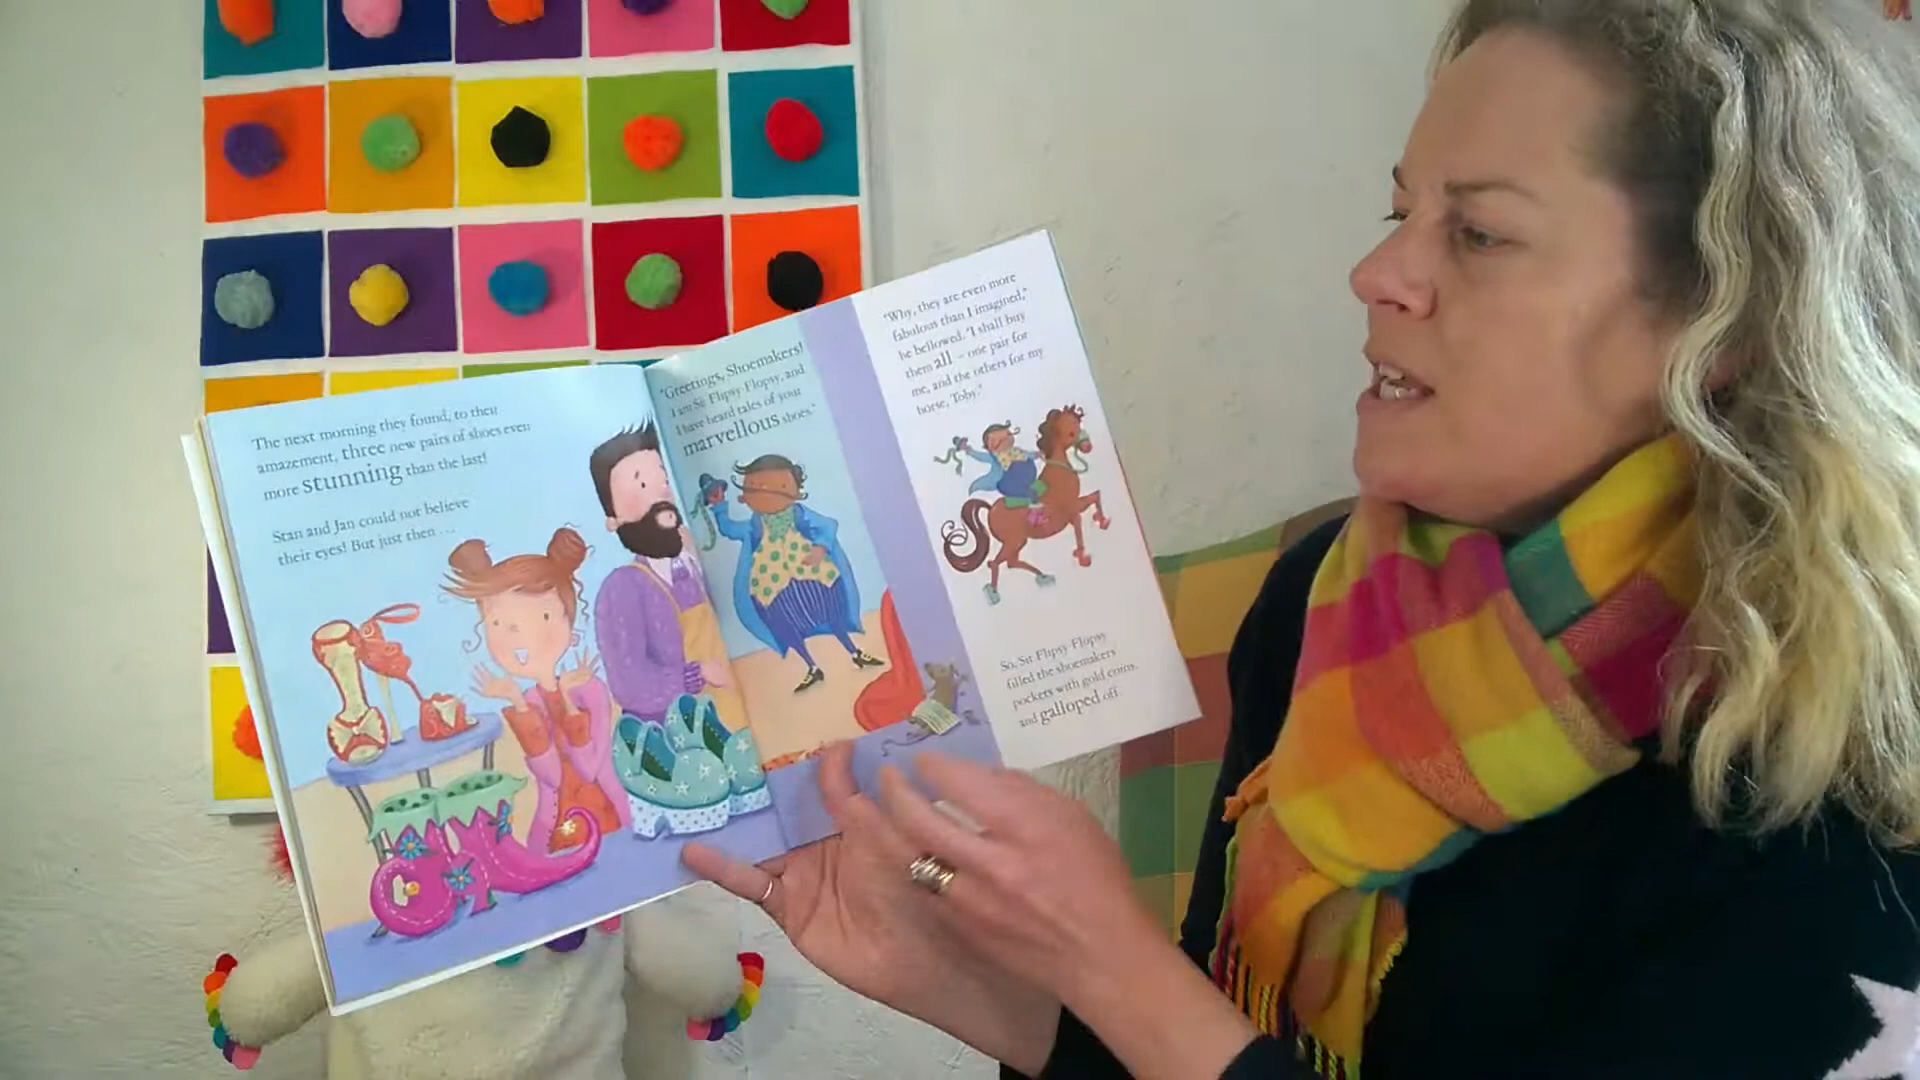 The next morning they found, to their
amazement, three new pairs of shoes even
more stunning than the last!
Stan and Jan could not believe
their eyes! But just then ...
"Greetings, Shoemakers!
I am Sir Flipsy Flopsy, and
I have heard tales of your
marvellous shoes."
"Why, they are even more
fabulous than I imagined,"
he bellowed. "I shall buy
them all – one pair for
me, and the others for my
horse, Toby."
So, Sir Flipsy Flopsy
filled the shoemakers'
pockets with gold coins,
and galloped off.